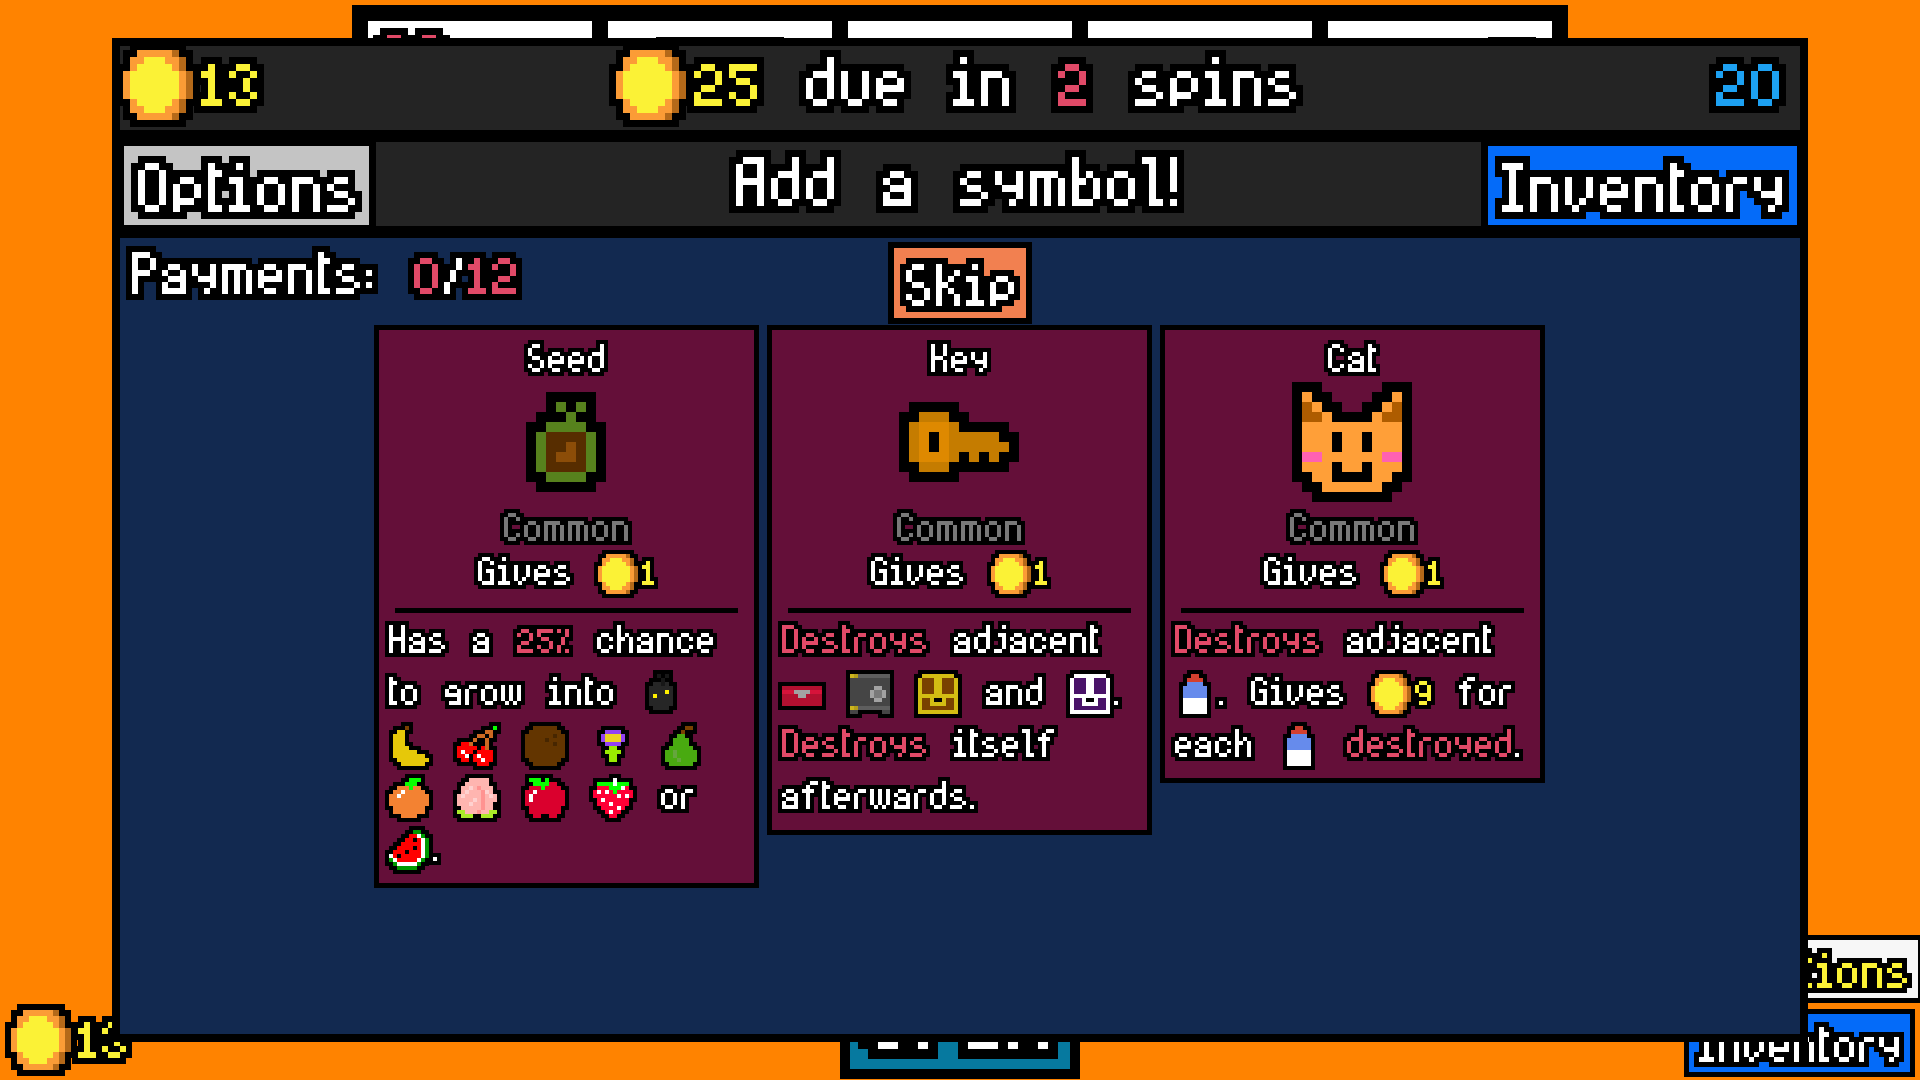 13
25 due in 2 spins
20
Options
Add a symbol!
Inventory
Payments: 0/12
Skip
Seed
Common
Gives 1
Has a 25% chance
to grow into
or
.
Key
Common
Gives 1
Destroys adjacent
and .
Destroys itself
afterwards.
Cat
Common
Gives 1
Destroys adjacent
. Gives 9 for
each destroyed.
13
Inventory